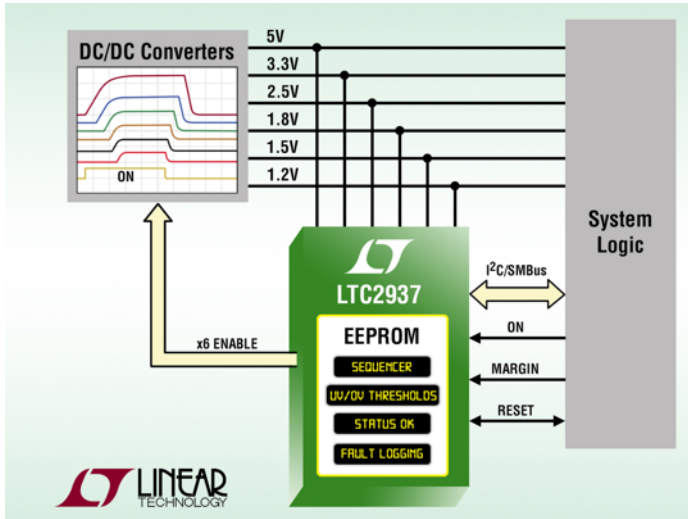 DC/DC Converters
ON
5V
3.3V
2.5V
1.8V
1.5V
1.2V
System
Logic
LTC2937
EEPROM
SEQUENCER
UV/OV THRESHOLDS
STATUS OK
FAULT LOGGING
x6 ENABLE
I²C/SMBus
ON
MARGIN
RESET
LINEAR
TECHNOLOGY